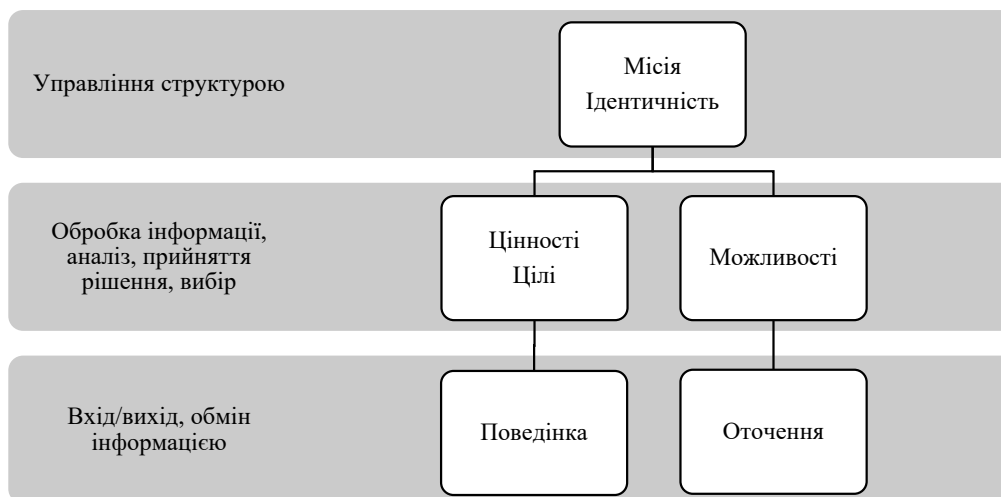 Управління структурою
Місія
Ідентичність
Обробка інформації,
аналіз, прийняття
рішення, вибір
Цінності
Цілі
Можливості
Вхід/вихід, обмін
інформацією
Поведінка
Оточення